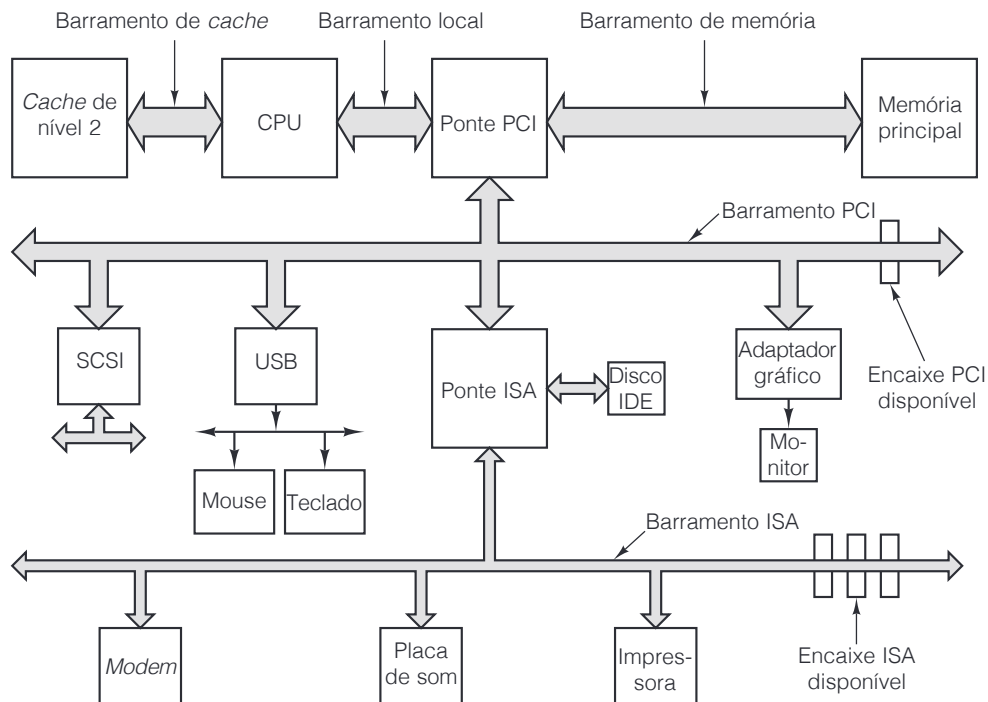 Barramento de cache
Barramento local
Barramento de memória
Cache de
nível 2
CPU
Ponte PCI
Memória
principal
Barramento PCI
SCSI
USB
Ponte ISA
Disco
IDE
Adaptador
gráfico
Encaixe PCI
disponível
Mo-
nitor
Mouse
Teclado
Barramento ISA
Modem
Placa
de som
Impres-
sora
Encaixe ISA
disponível